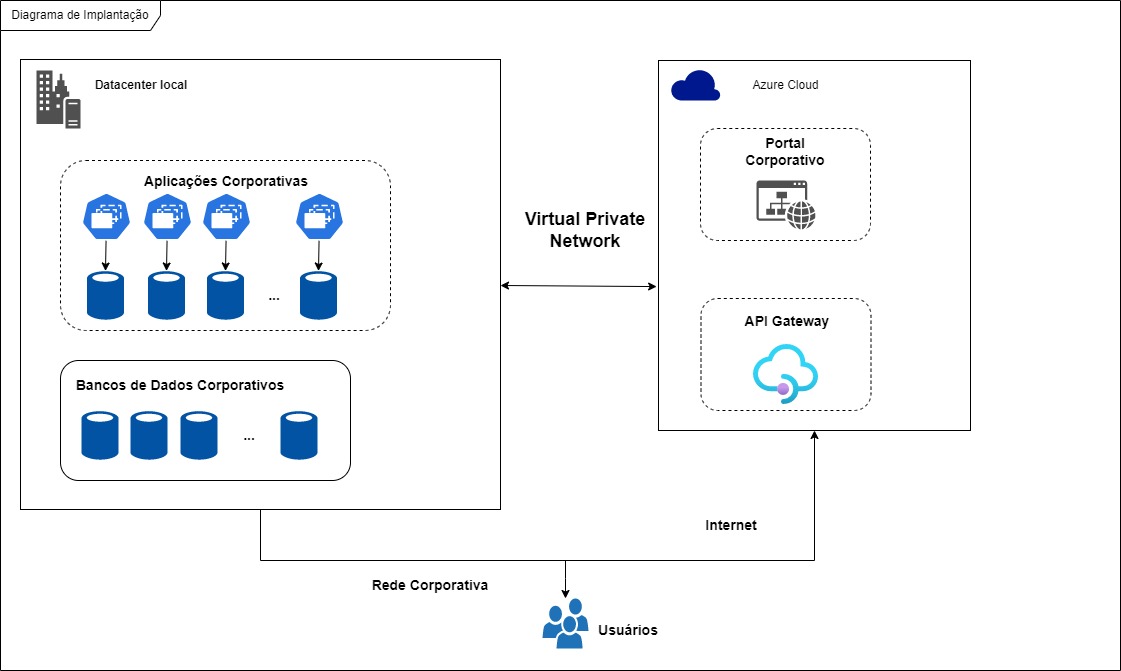 Diagrama de Implantação
Datacenter local
Azure Cloud
Portal
Corporativo
Aplicações Corporativas
...
Virtual Private
Network
API Gateway
Bancos de Dados Corporativos
...
Internet
Rede Corporativa
Usuários